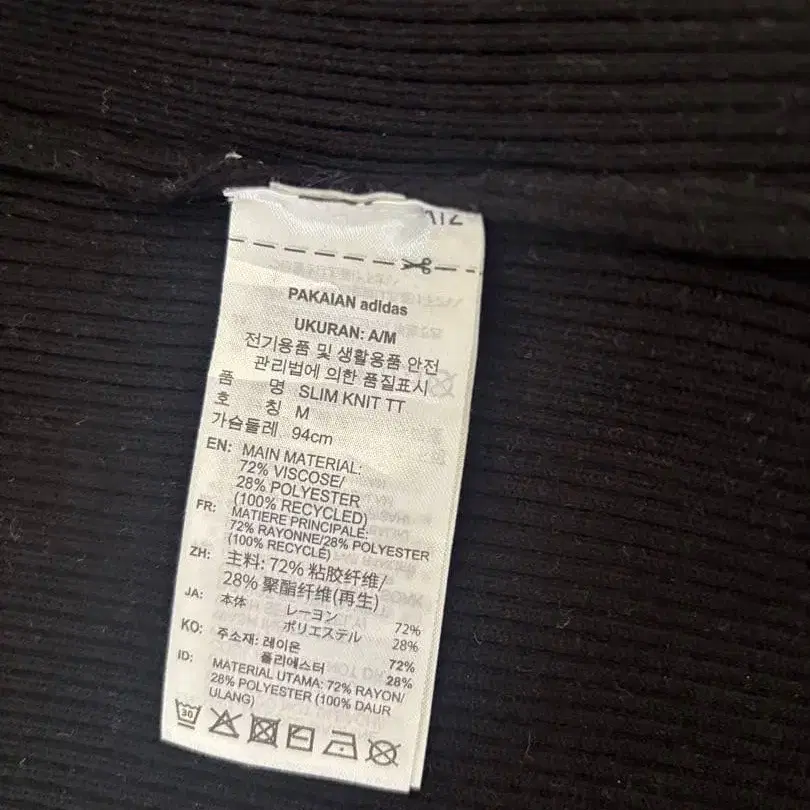 PAKAIAN adidas
UKURAN: A/M
전기용품 및 생활용품 안전
관리법에 의한 품질표시
품 명 SLIM KNIT TT
호 칭 M
가슴둘레 94cm
EN: MAIN MATERIAL:
72% VISCOSE/
28% POLYESTER
(100% RECYCLED)
FR: MATIERE PRINCIPALE:
72% RAYONNE/28% POLYESTER
(100% RECYCLÉ)
ZH: 主料: 72% 粘胶纤维/
28% 聚酯纤维(再生)
JA: 本体 レーヨン 72%
ポリエステル 28%
KO: 주소재: 레이온 72%
폴리에스터 28%
ID: MATERIAL UTAMA: 72% RAYON/
28% POLYESTER (100% DAUR
ULANG)
30